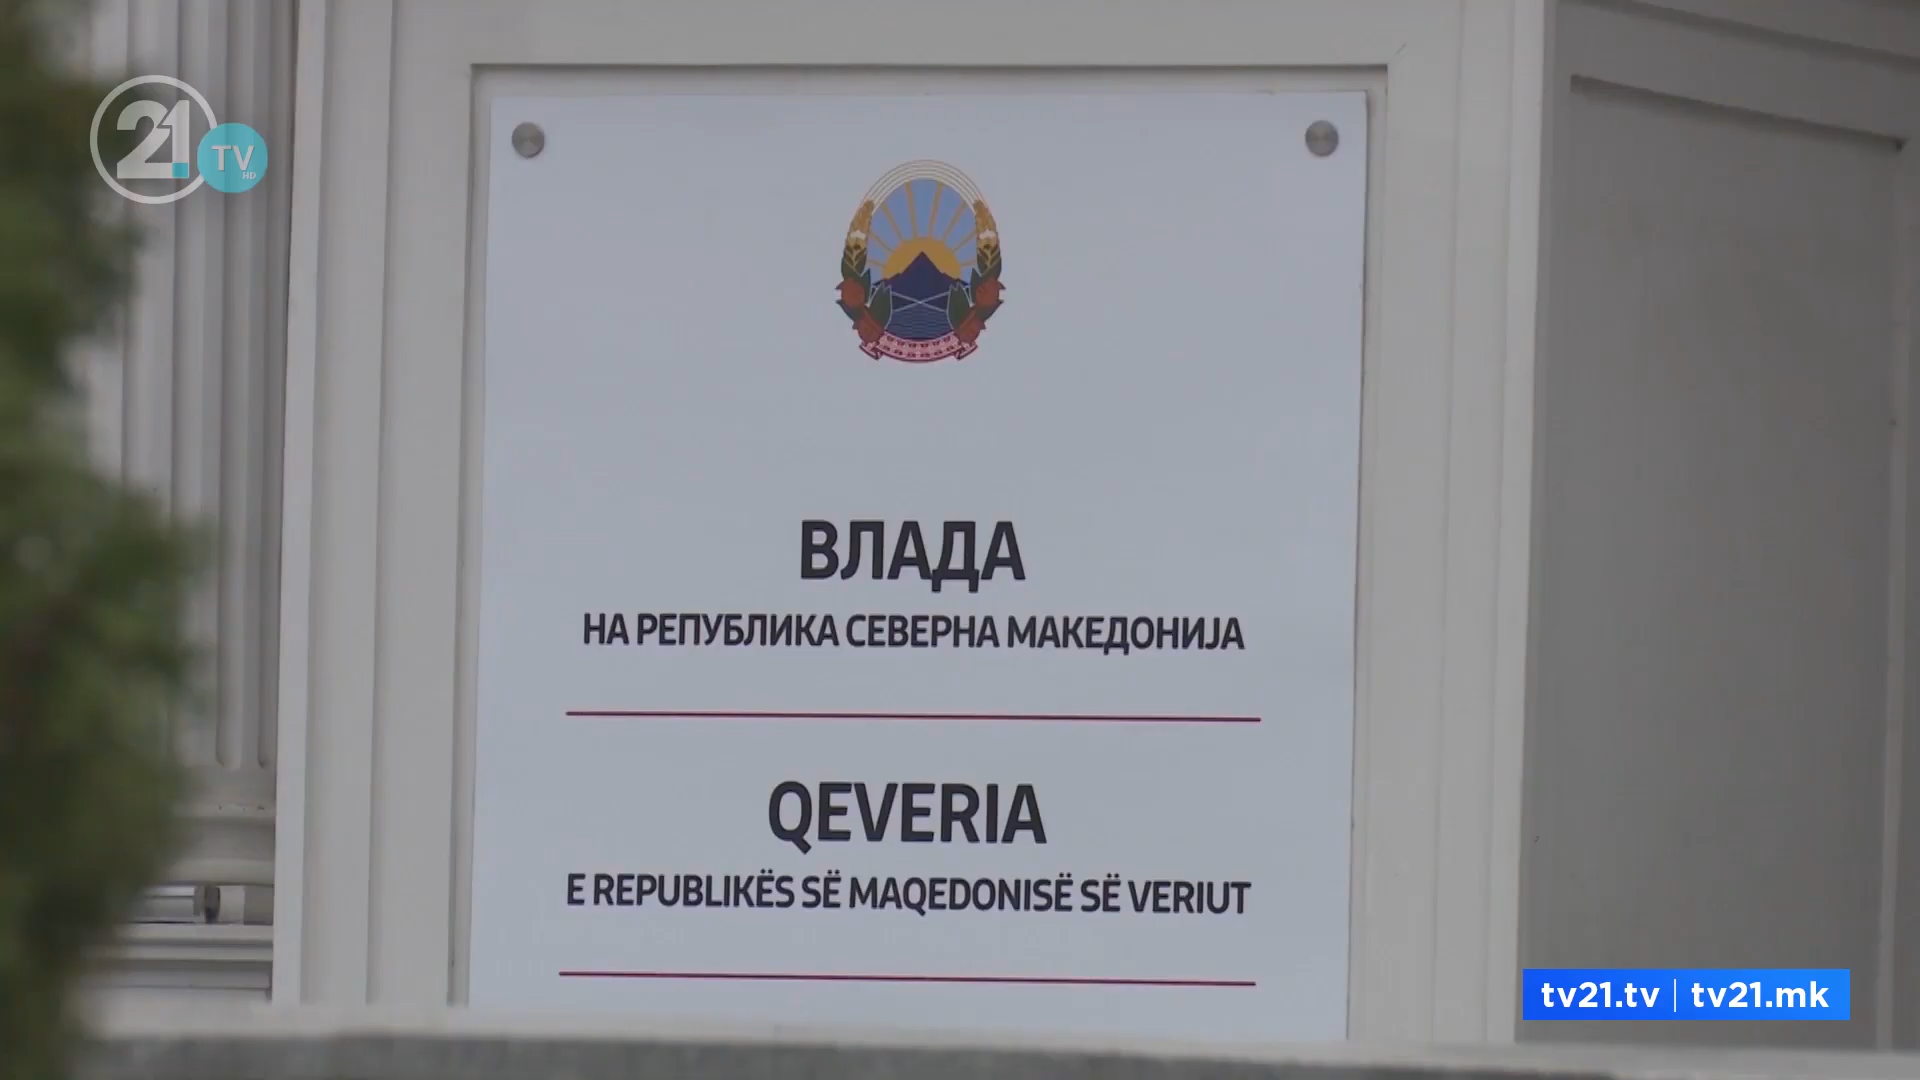 21 TV
HD
ВЛАДА
НА РЕПУБЛИКА СЕВЕРНА МАКЕДОНИЈА
QEVERIA
E REPUBLIKËS SË MAQEDONISË SË VERIUT
tv21.tv | tv21.mk